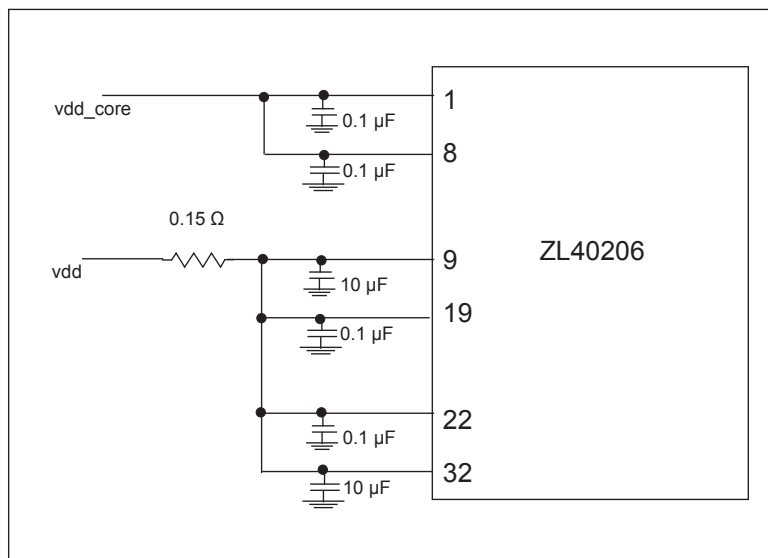 vdd_core
1
0.1 µF
8
0.1 µF
0.15 Ω
vdd
9
ZL40206
10 µF
19
0.1 µF
22
0.1 µF
32
10 µF